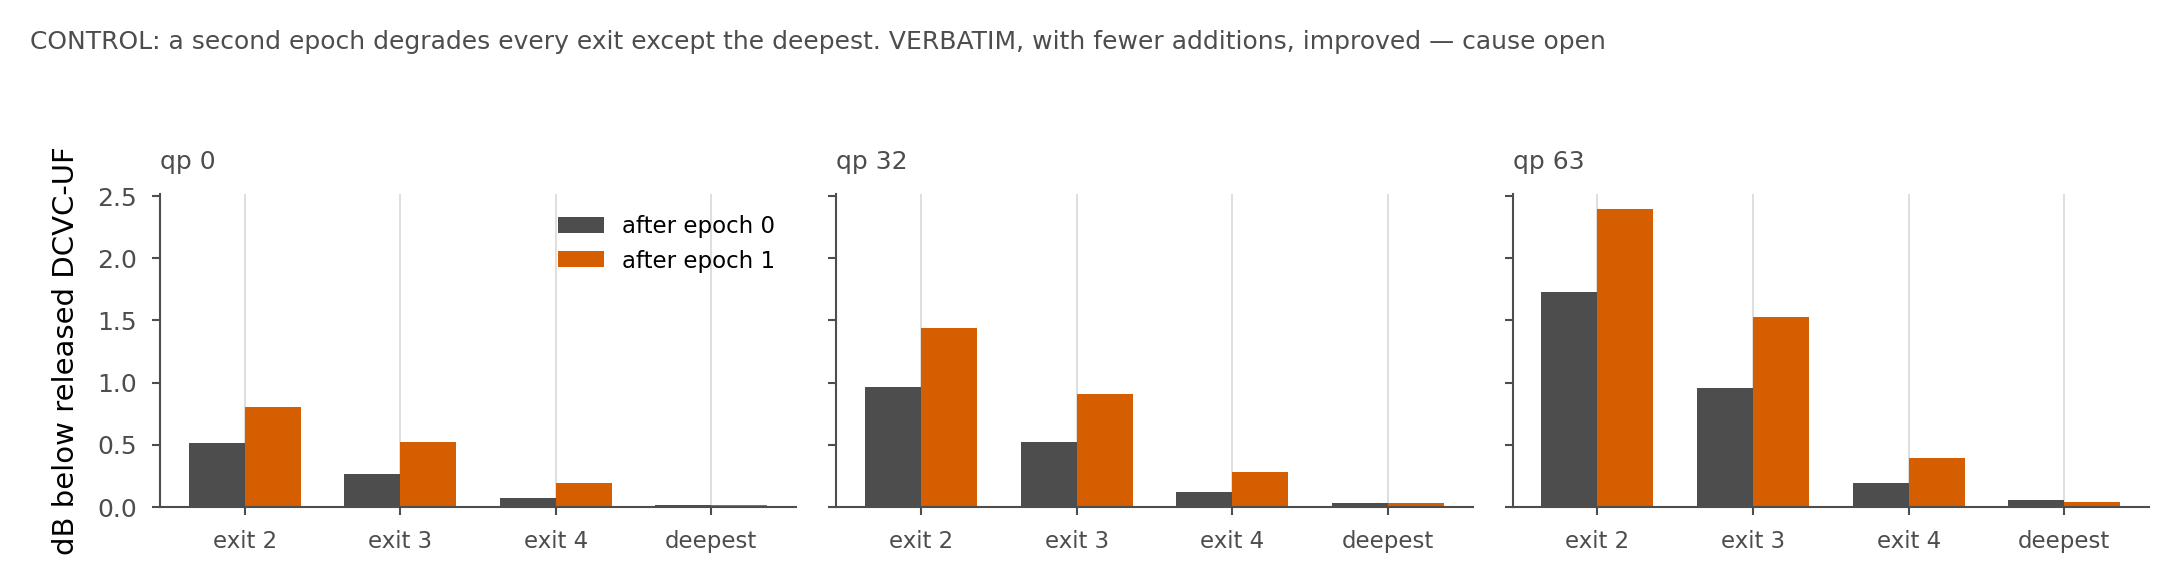 CONTROL: a second epoch degrades every exit except the deepest. VERBATIM, with fewer additions, improved — cause open
dB below released DCVC-UF
qp 0
2.5
2.0
1.5
1.0
0.5
0.0
after epoch 0
after epoch 1
exit 2
exit 3
exit 4
deepest
qp 32
exit 2
exit 3
exit 4
deepest
qp 63
exit 2
exit 3
exit 4
deepest